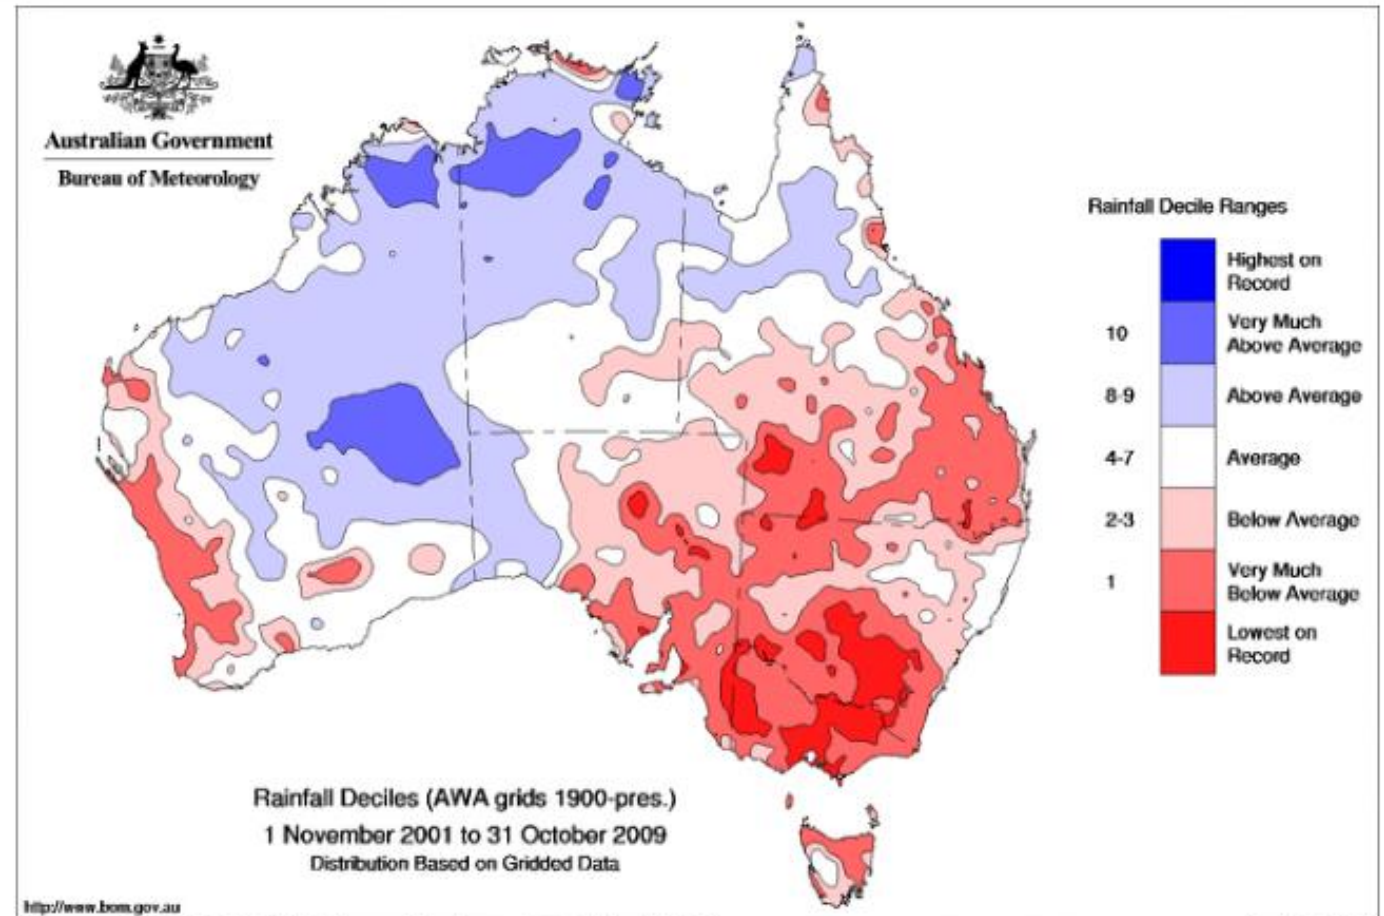 Australian Government
Bureau of Meteorology
Rainfall Decile Ranges
Highest on
Record
10
Very Much
Above Average
8-9
Above Average
4-7
Average
2-3
Below Average
1
Very Much
Below Average
Lowest on
Record
Rainfall Deciles (AWA grids 1900-pres.)
1 November 2001 to 31 October 2009
Distribution Based on Gridded Data
http://www.bom.gov.au